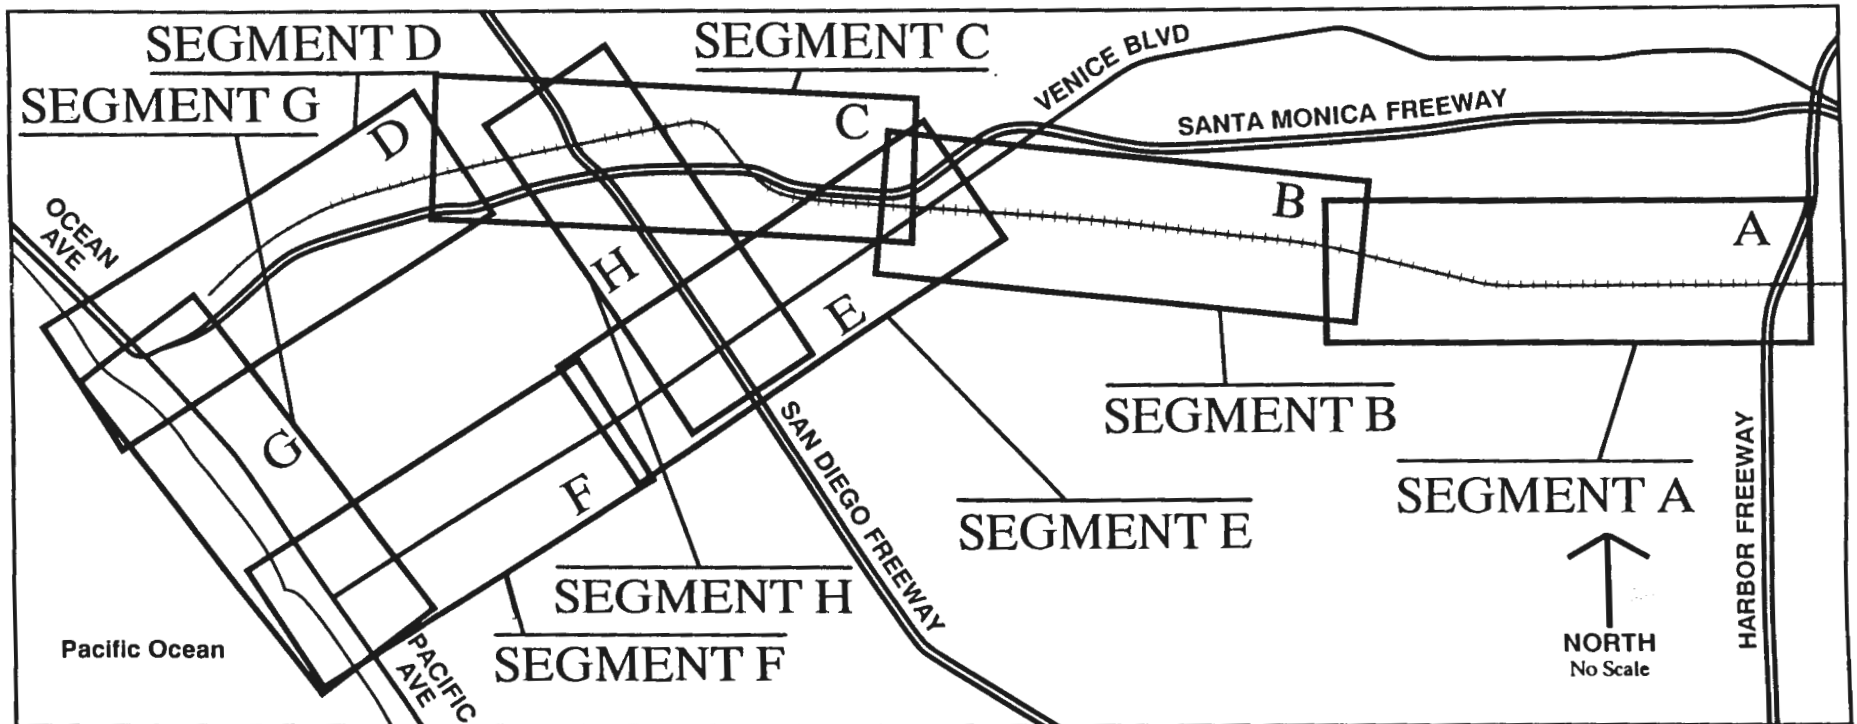 SEGMENT D
SEGMENT C
SEGMENT G
VENICE BLVD
SANTA MONICA FREEWAY
D
C
B
A
OCEAN
AVE
H
E
G
F
SEGMENT B
SEGMENT A
SEGMENT E
SAN DIEGO FREEWAY
HARBOR FREEWAY
SEGMENT H
SEGMENT F
Pacific Ocean
PACIFIC
AVE
NORTH
No Scale